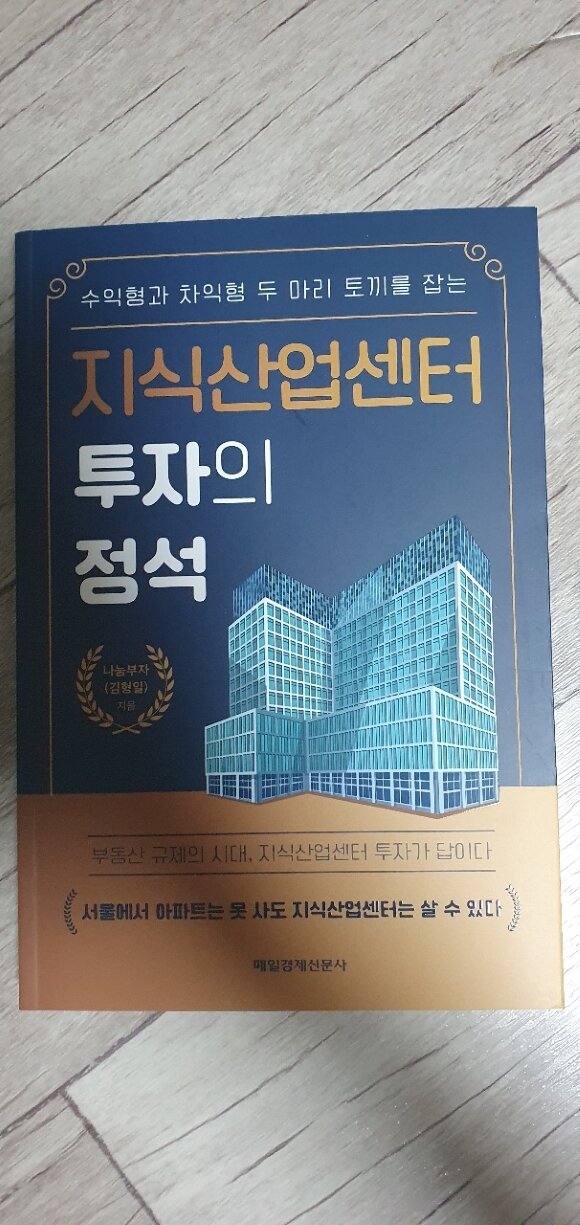 수익형과 차익형 두 마리 토끼를 잡는
지식산업센터
투자의
정석
나눔부자
(김형일)
지음
부동산 규제의 시대, 지식산업센터 투자가 답이다
서울에서 아파트는 못 사도 지식산업센터는 살 수 있다
매일경제신문사